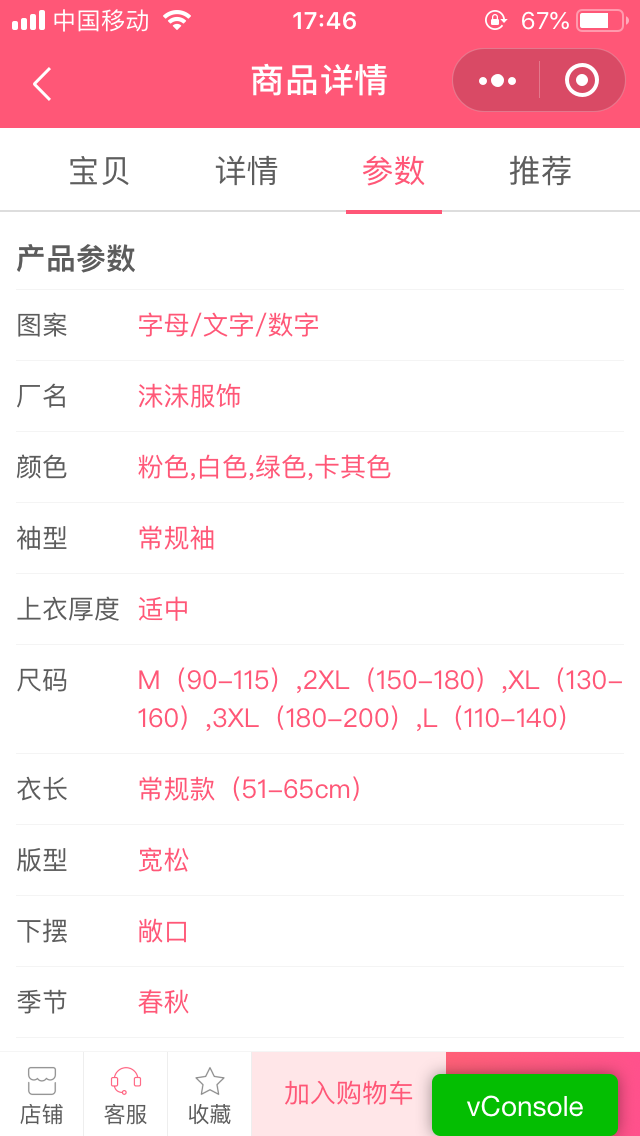 中国移动 17:46 67%
商品详情
宝贝 详情 参数 推荐
产品参数
图案 字母/文字/数字
厂名 沫沫服饰
颜色 粉色,白色,绿色,卡其色
袖型 常规袖
上衣厚度 适中
尺码 M（90–115）,2XL（150–180）,XL（130–
160）,3XL（180–200）,L（110–140）
衣长 常规款（51–65cm）
版型 宽松
下摆 敞口
季节 春秋
店铺 客服 收藏 加入购物车 vConsole